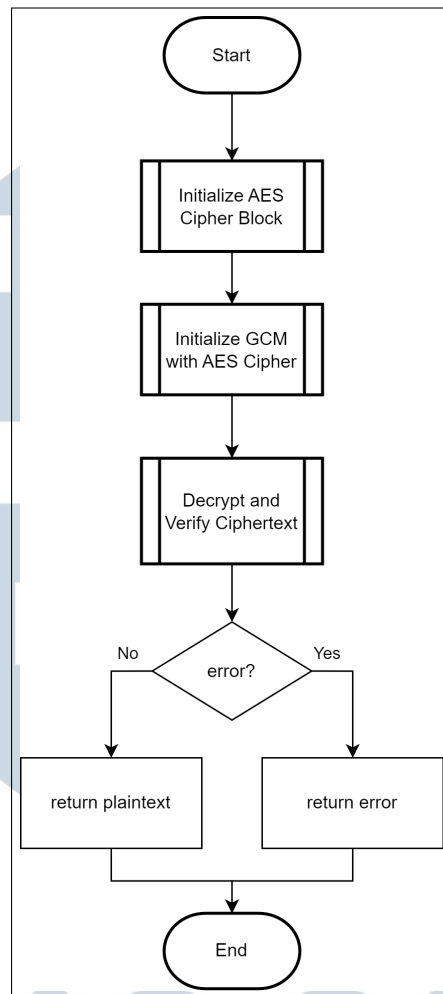 Start
Initialize AES
Cipher Block
Initialize GCM
with AES Cipher
Decrypt and
Verify Ciphertext
No
Yes
error?
return plaintext
return error
End